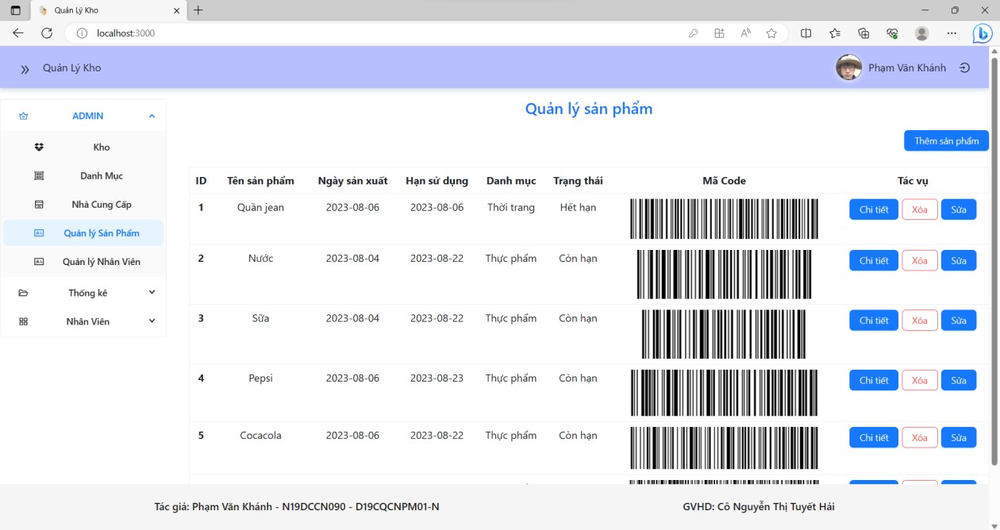 Quản Lý Kho
localhost:3000
Quản Lý Kho
Phạm Văn Khánh
ADMIN
Kho
Danh Mục
Nhà Cung Cấp
Quản lý Sản Phẩm
Quản lý Nhân Viên
Thống kê
Nhân Viên
Quản lý sản phẩm
Thêm sản phẩm
ID Tên sản phẩm Ngày sản xuất Hạn sử dụng Danh mục Trạng thái Mã Code Tác vụ
1 Quần jean 2023-08-06 2023-08-06 Thời trang Hết hạn Chi tiết Xóa Sửa
2 Nước 2023-08-04 2023-08-22 Thực phẩm Còn hạn Chi tiết Xóa Sửa
3 Sữa 2023-08-04 2023-08-22 Thực phẩm Còn hạn Chi tiết Xóa Sửa
4 Pepsi 2023-08-06 2023-08-23 Thực phẩm Còn hạn Chi tiết Xóa Sửa
5 Cocacola 2023-08-06 2023-08-22 Thực phẩm Còn hạn Chi tiết Xóa Sửa
Tác giả: Phạm Văn Khánh - N19DCCN090 - D19CQCNPM01-N
GVHD: Cô Nguyễn Thị Tuyết Hải